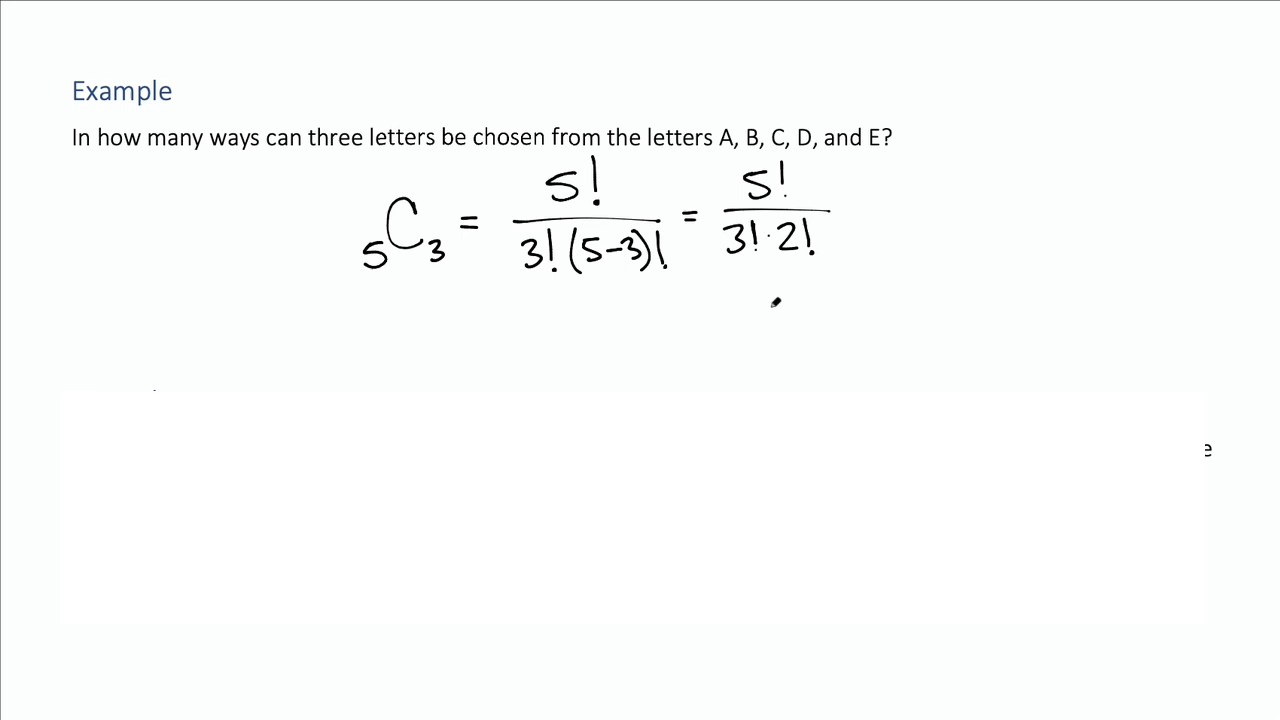 Example
In how many ways can three letters be chosen from the letters A, B, C, D, and E?
₅C₃ = 5! / 3!(5-3)! = 5! / 3!·2!
e